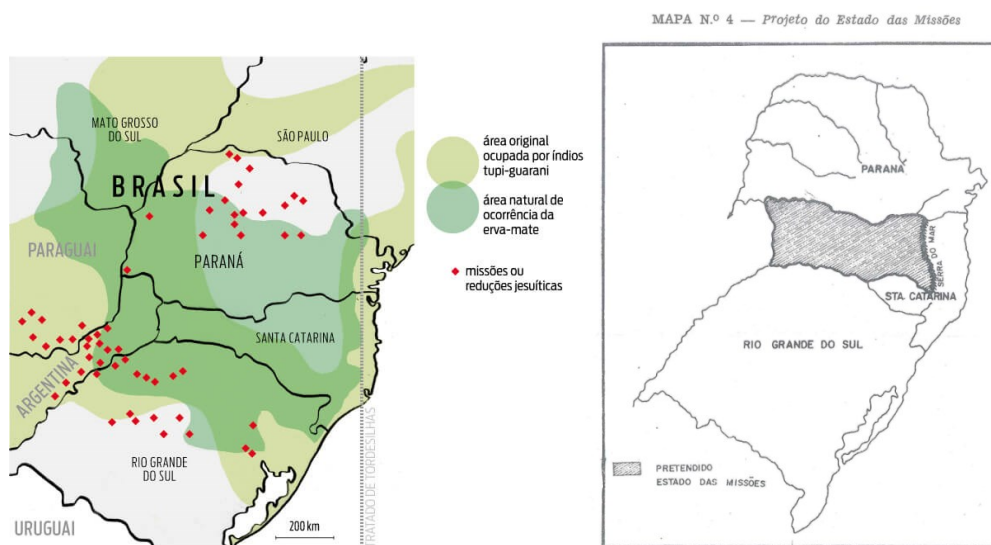 MAPA N.º 4 — Projeto do Estado das Missões
MATO GROSSO
DO SUL
SÃO PAULO
BRASIL
PARAGUAI
PARANÁ
SANTA CATARINA
ARGENTINA
RIO GRANDE
DO SUL
URUGUAI
200 km
TRATADO DE TORDESILHAS
área original
ocupada por índios
tupi-guarani
área natural de
ocorrência da
erva-mate
missões ou
reduções jesuíticas
PARANÁ
SERRA DO MAR
STA. CATARINA
RIO GRANDE DO SUL
PRETENDIDO
ESTADO DAS MISSÕES